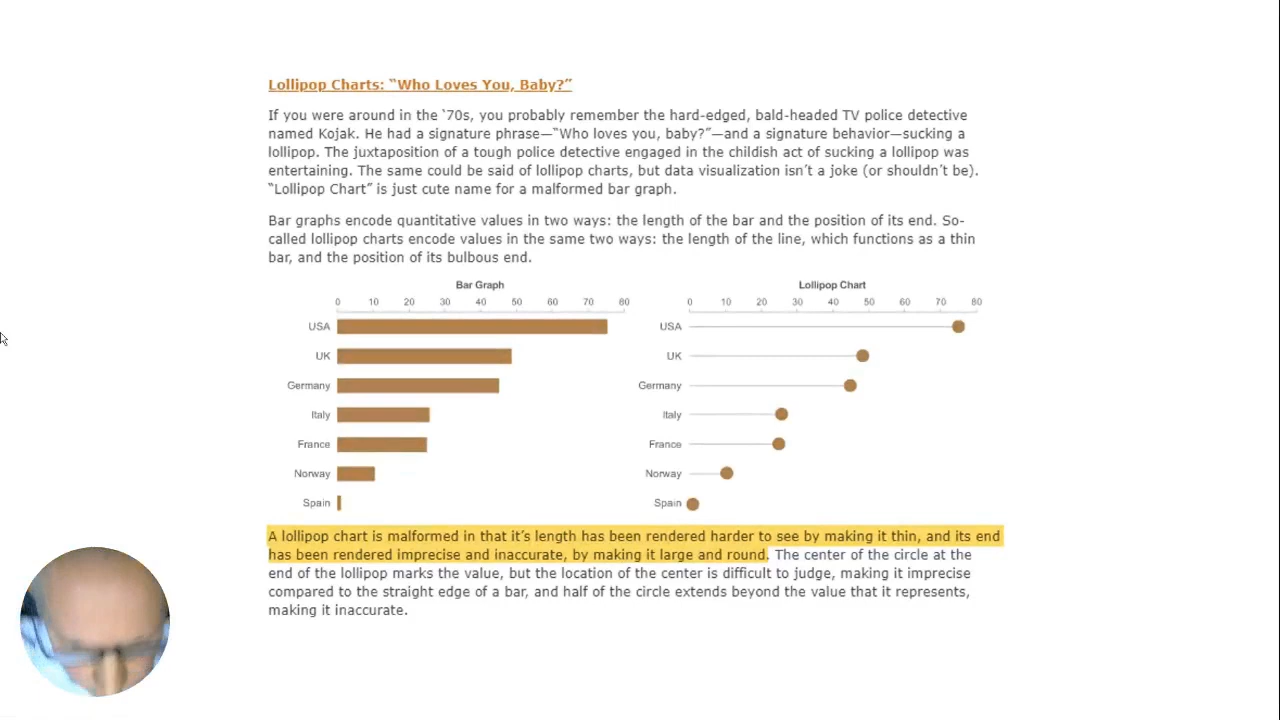 Lollipop Charts: “Who Loves You, Baby?”
If you were around in the ‘70s, you probably remember the hard-edged, bald-headed TV police detective
named Kojak. He had a signature phrase—“Who loves you, baby?”—and a signature behavior—sucking a
lollipop. The juxtaposition of a tough police detective engaged in the childish act of sucking a lollipop was
entertaining. The same could be said of lollipop charts, but data visualization isn’t a joke (or shouldn’t be).
“Lollipop Chart” is just cute name for a malformed bar graph.
Bar graphs encode quantitative values in two ways: the length of the bar and the position of its end. So-
called lollipop charts encode values in the same two ways: the length of the line, which functions as a thin
bar, and the position of its bulbous end.
Bar Graph
0 10 20 30 40 50 60 70 80
USA
UK
Germany
Italy
France
Norway
Spain
Lollipop Chart
0 10 20 30 40 50 60 70 80
USA
UK
Germany
Italy
France
Norway
Spain
A lollipop chart is malformed in that it’s length has been rendered harder to see by making it thin, and its end
has been rendered imprecise and inaccurate, by making it large and round. The center of the circle at the
end of the lollipop marks the value, but the location of the center is difficult to judge, making it imprecise
compared to the straight edge of a bar, and half of the circle extends beyond the value that it represents,
making it inaccurate.